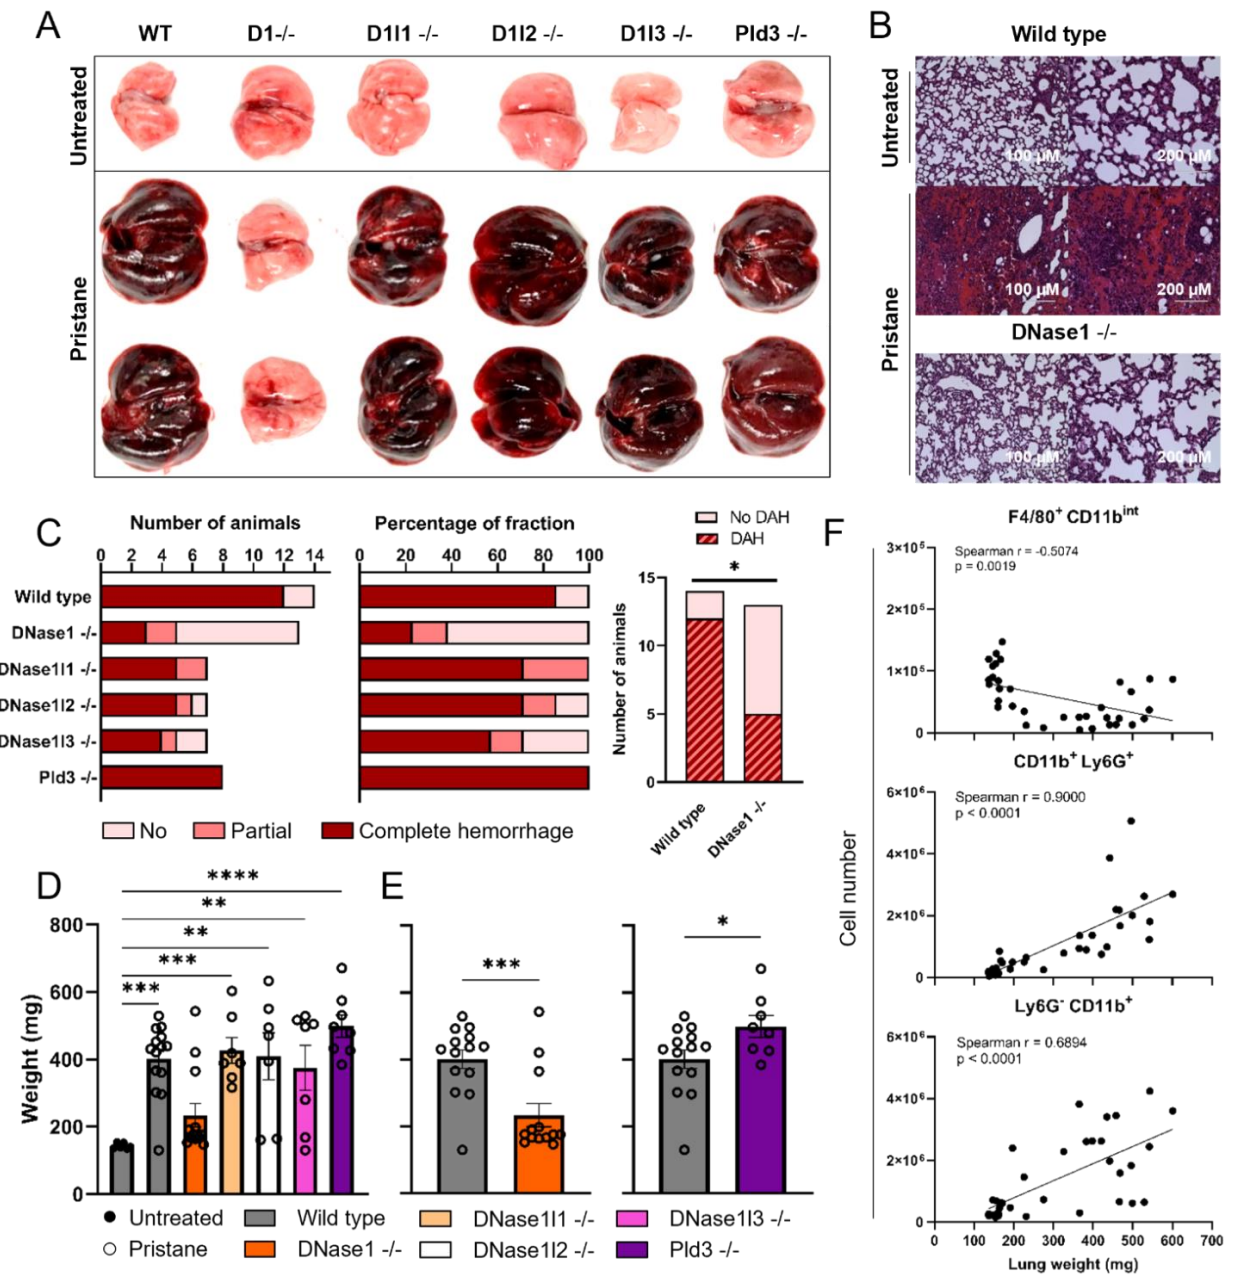 A
WT D1-/- D1l1 -/- D1l2 -/- D1l3 -/- Pld3 -/-
Untreated
Pristane
B
Wild type
Untreated
100 µM 200 µM
Pristane
100 µM 200 µM
DNase1 -/-
100 µM 200 µM
C
Number of animals
0 2 4 6 8 10 12 14
Percentage of fraction
0 20 40 60 80 100
Wild type
DNase1 -/-
DNase1l1 -/-
DNase1l2 -/-
DNase1l3 -/-
Pld3 -/-
No Partial Complete hemorrhage
No DAH
DAH
*
Number of animals
15
10
5
0
Wild type
DNase1 -/-
D
****
**
**
***
***
Weight (mg)
800
600
400
200
0
E
***
*
Untreated Wild type DNase1l1 -/- DNase1l3 -/-
Pristane DNase1 -/- DNase1l2 -/- Pld3 -/-
F
Cell number
F4/80+ CD11bint
Spearman r = -0.5074
p = 0.0019
3×10⁵
2×10⁵
1×10⁵
0
CD11b+ Ly6G+
Spearman r = 0.9000
p < 0.0001
6×10⁶
4×10⁶
2×10⁶
0
Ly6G- CD11b+
Spearman r = 0.6894
p < 0.0001
6×10⁶
4×10⁶
2×10⁶
0
0 100 200 300 400 500 600 700
Lung weight (mg)